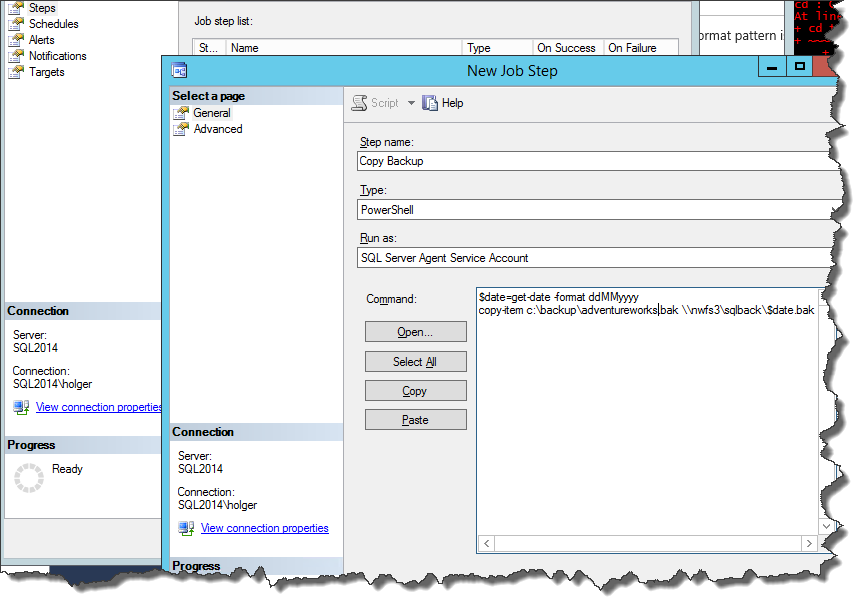 Steps
Schedules
Alerts
Notifications
Targets
Job step list:
St... Name Type On Success On Failure
ormat pattern i
cd :
At line
+ cd
+ ~~~~
+
New Job Step
Select a page
General
Advanced
Script Help
Step name:
Copy Backup
Type:
PowerShell
Run as:
SQL Server Agent Service Account
Command:
$date=get-date -format ddMMyyyy
copy-item c:\backup\adventureworks.bak \\nwfs3\sqlback\$date.bak
Open...
Select All
Copy
Paste
Connection
Server:
SQL2014
Connection:
SQL2014\holger
View connection properties
Progress
Ready
Connection
Server:
SQL2014
Connection:
SQL2014\holger
View connection properties
Progress